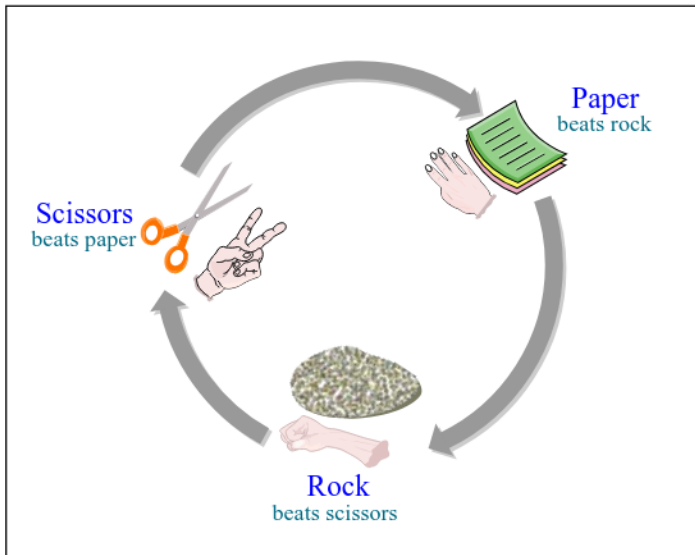 Paper
beats rock
Scissors
beats paper
Rock
beats scissors